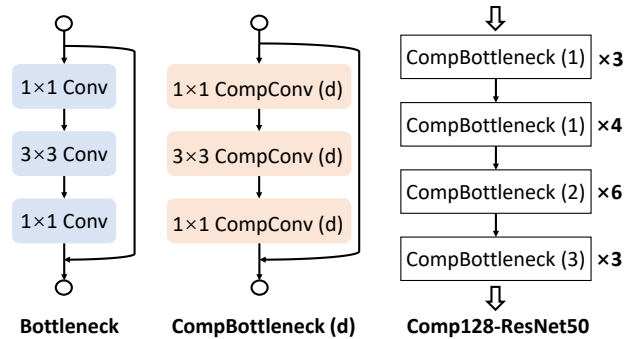 1×1 Conv
3×3 Conv
1×1 Conv
Bottleneck
1×1 CompConv (d)
3×3 CompConv (d)
1×1 CompConv (d)
CompBottleneck (d)
CompBottleneck (1) ×3
CompBottleneck (1) ×4
CompBottleneck (2) ×6
CompBottleneck (3) ×3
Comp128-ResNet50